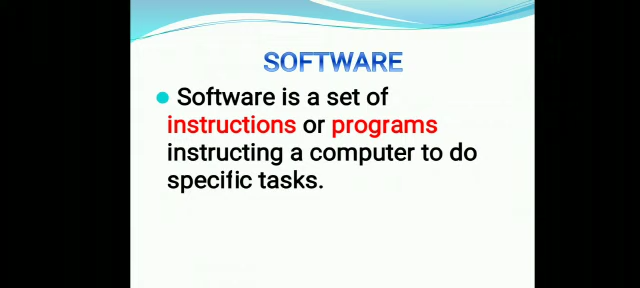 SOFTWARE
Software is a set of
instructions or programs
instructing a computer to do
specific tasks.